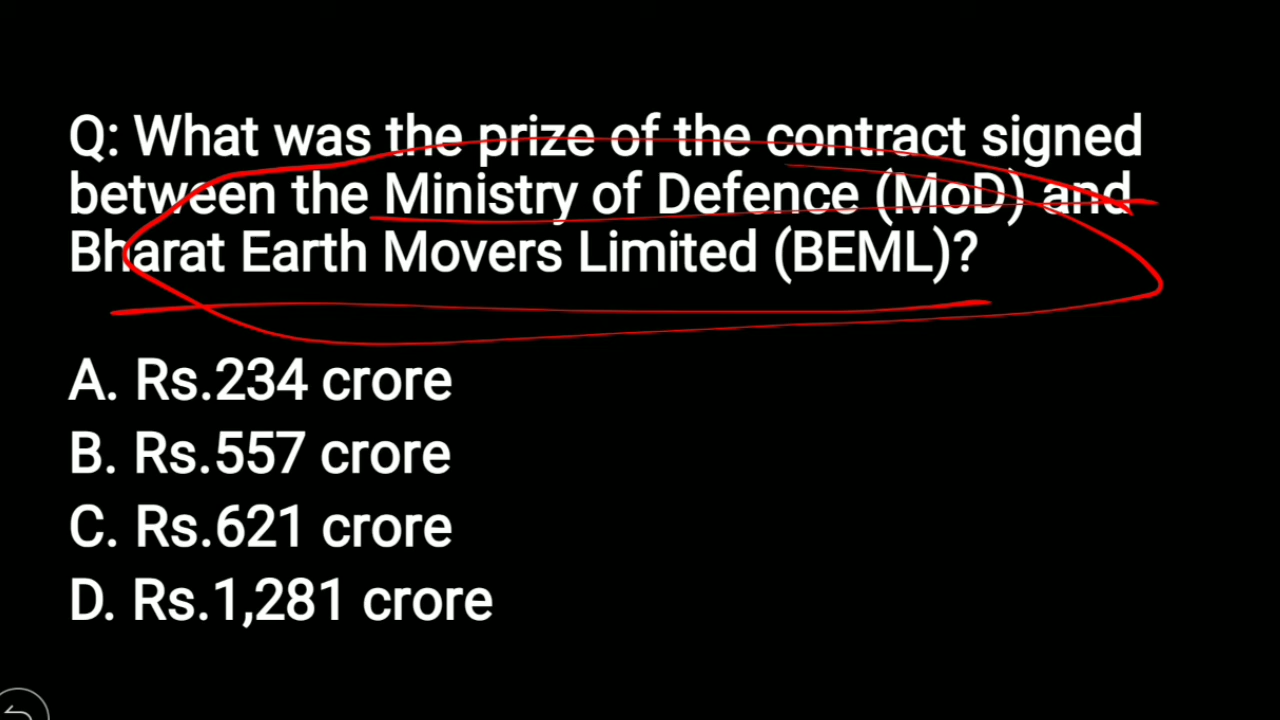 Q: What was the prize of the contract signed
between the Ministry of Defence (MoD) and
Bharat Earth Movers Limited (BEML)?
A. Rs.234 crore
B. Rs.557 crore
C. Rs.621 crore
D. Rs.1,281 crore